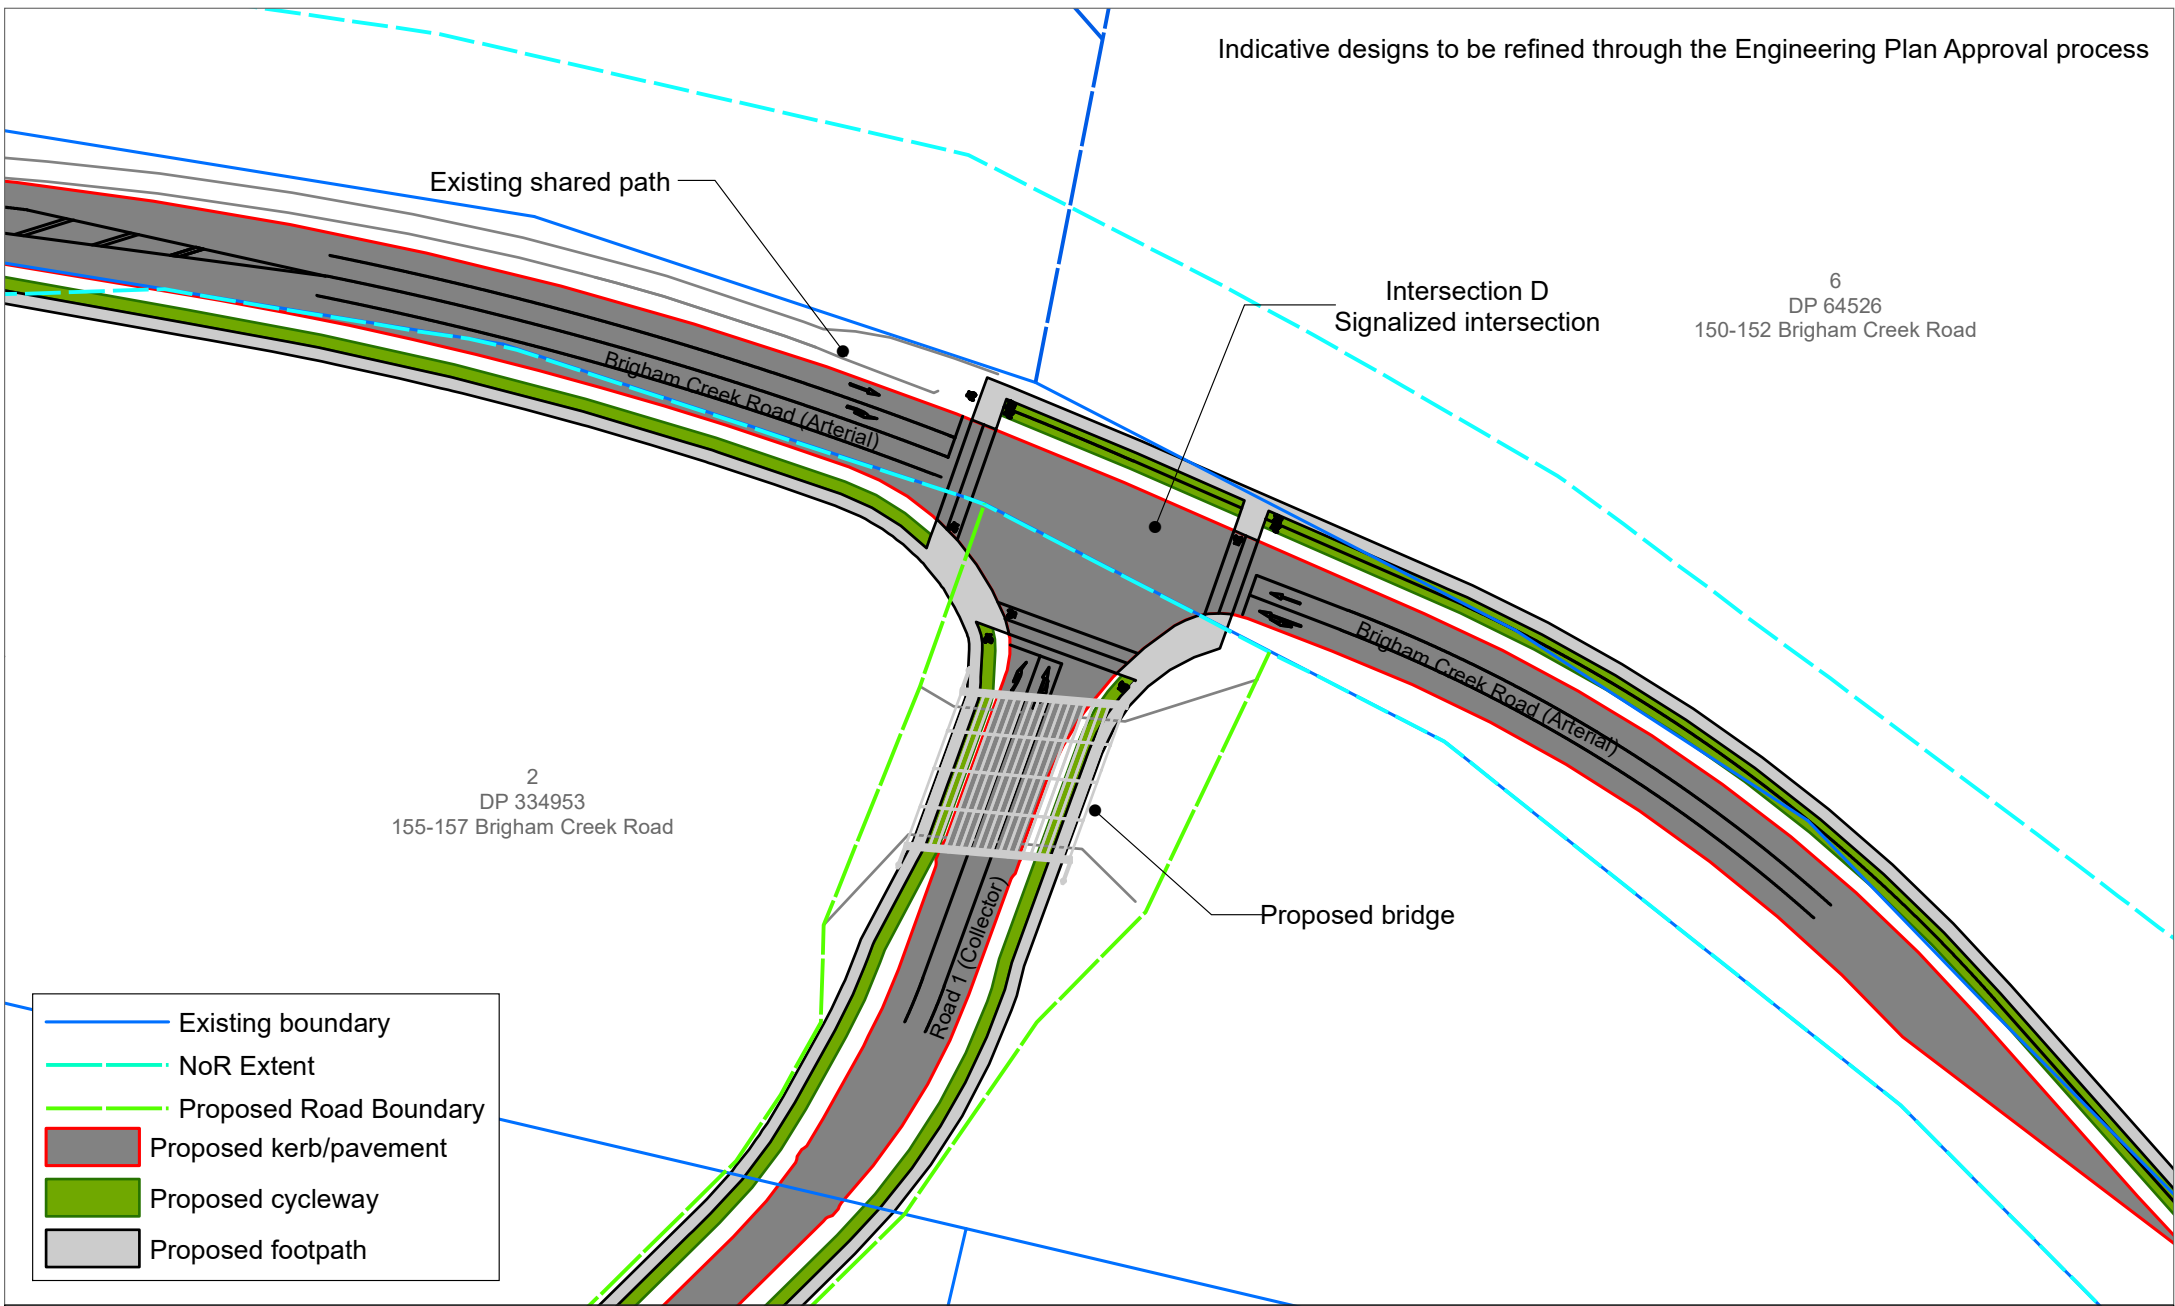 Indicative designs to be refined through the Engineering Plan Approval process
Existing shared path
Intersection D
Signalized intersection
6
DP 64526
150-152 Brigham Creek Road
Brigham Creek Road (Arterial)
Brigham Creek Road (Arterial)
2
DP 334953
155-157 Brigham Creek Road
Proposed bridge
Road 1 (Collector)
Existing boundary
NoR Extent
Proposed Road Boundary
Proposed kerb/pavement
Proposed cycleway
Proposed footpath